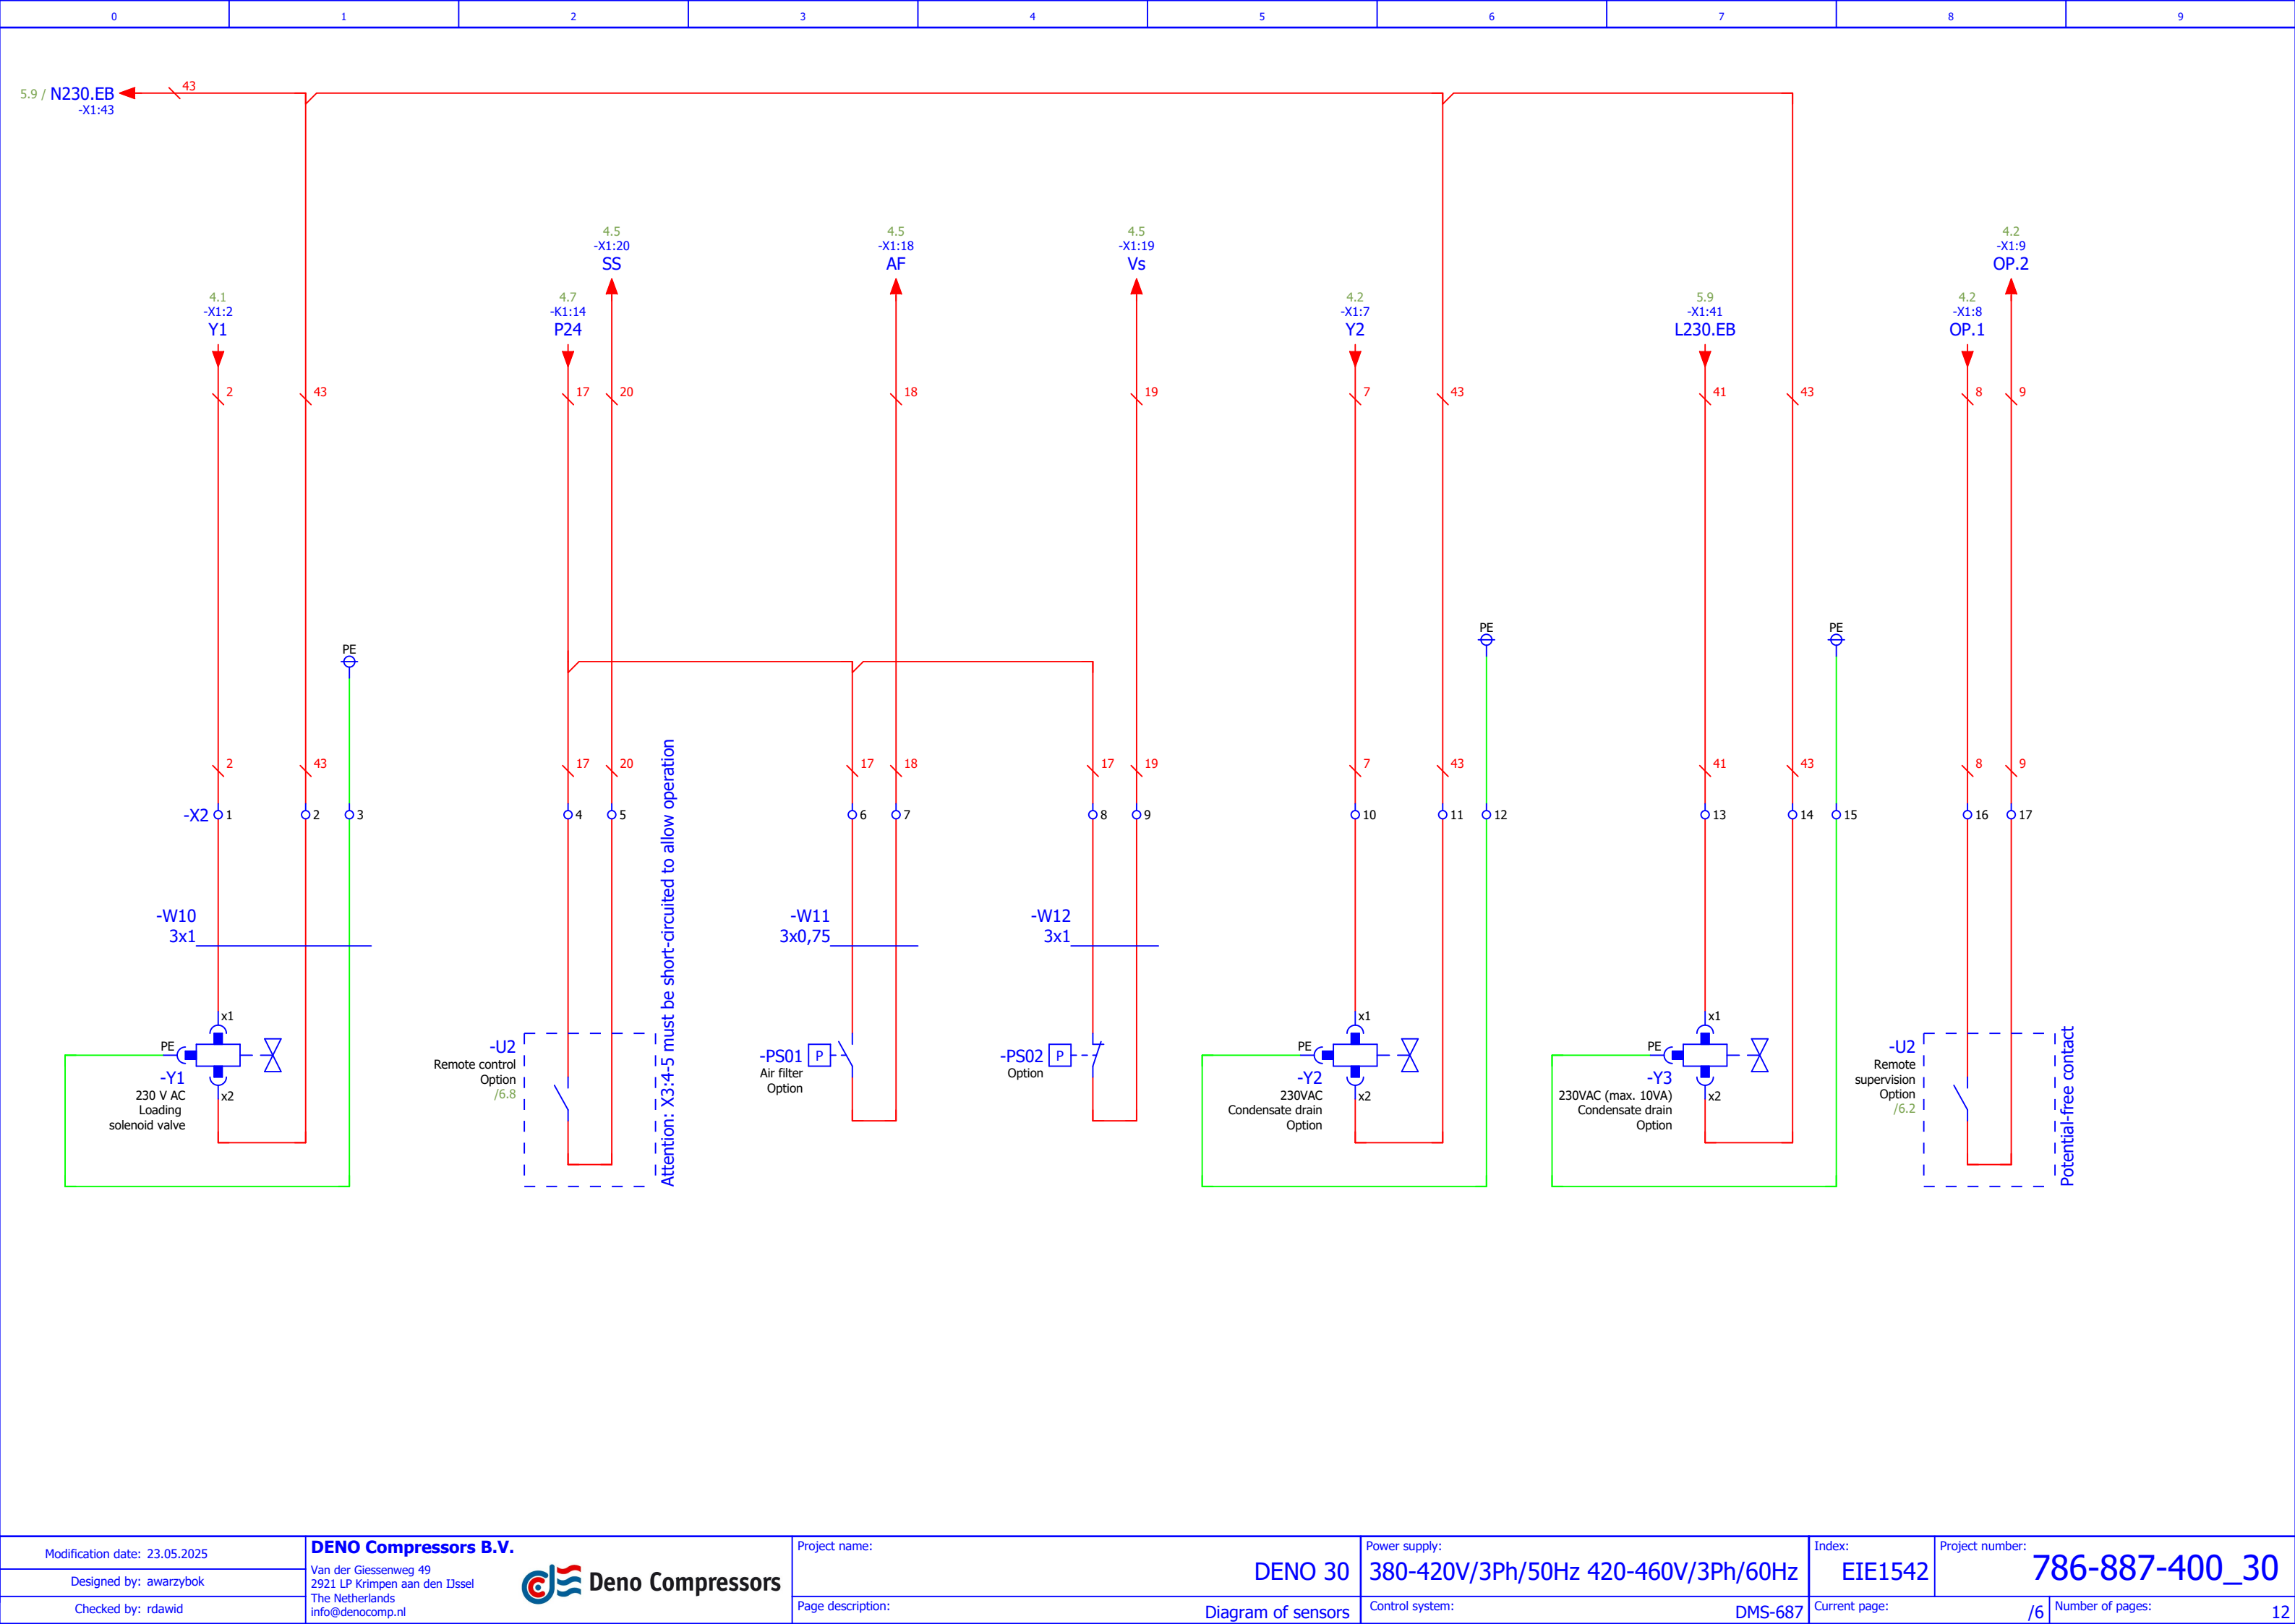 0 1 2 3 4 5 6 7 8 9
5.9 / N230.EB
-X1:43
43
4.1
-X1:2
Y1
4.7
-K1:14
P24
4.5
-X1:20
SS
4.5
-X1:18
AF
4.5
-X1:19
Vs
4.2
-X1:7
Y2
5.9
-X1:41
L230.EB
4.2
-X1:8
OP.1
4.2
-X1:9
OP.2
2 43 17 20 18 19 7 43 41 43 8 9
PE PE PE
2 43 17 20 17 18 17 19 7 43 41 43 8 9
-X2 1 2 3 4 5 6 7 8 9 10 11 12 13 14 15 16 17
-W10
3x1
-W11
3x0,75
-W12
3x1
x1
PE
-Y1
x2
230 V AC
Loading
solenoid valve
-U2
Remote control
Option
/6.8
Attention: X3:4-5 must be short-circuited to allow operation
-PS01 P
Air filter
Option
-PS02 P
Option
x1
PE
-Y2
x2
230VAC
Condensate drain
Option
x1
PE
-Y3
x2
230VAC (max. 10VA)
Condensate drain
Option
-U2
Remote
supervision
Option
/6.2
Potential-free contact
Modification date: 23.05.2025
Designed by: awarzybok
Checked by: rdawid
DENO Compressors B.V.
Van der Giessenweg 49
2921 LP Krimpen aan den IJssel
The Netherlands
info@denocomp.nl
Deno Compressors
Project name:
DENO 30
Page description:
Diagram of sensors
Power supply:
380-420V/3Ph/50Hz 420-460V/3Ph/60Hz
Control system:
DMS-687
Index:
EIE1542
Project number:
786-887-400_30
Current page:
/6
Number of pages:
12